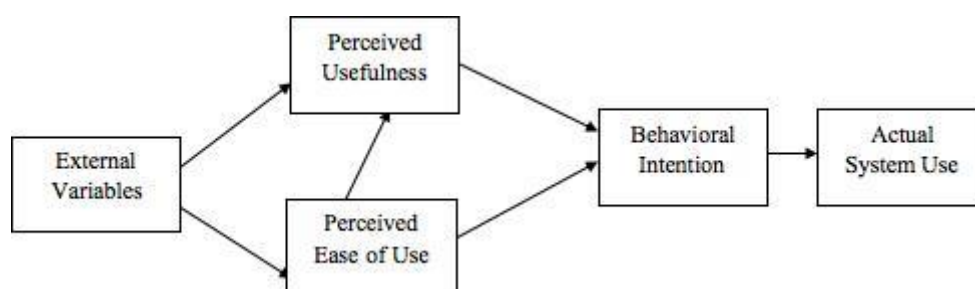 Perceived
Usefulness
External
Variables
Perceived
Ease of Use
Behavioral
Intention
Actual
System Use